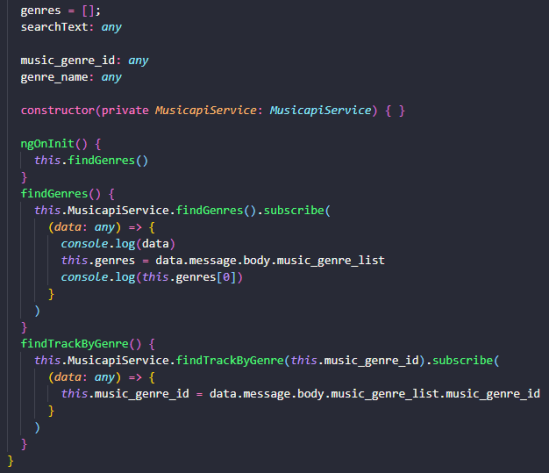 genres = [];
searchText: any
music_genre_id: any
genre_name: any
constructor(private MusicapiService: MusicapiService) { }
ngOnInit() {
this.findGenres()
}
findGenres() {
this.MusicapiService.findGenres().subscribe(
(data: any) => {
console.log(data)
this.genres = data.message.body.music_genre_list
console.log(this.genres[0])
}
)
}
findTrackByGenre() {
this.MusicapiService.findTrackByGenre(this.music_genre_id).subscribe(
(data: any) => {
this.music_genre_id = data.message.body.music_genre_list.music_genre_id
}
)
}
}